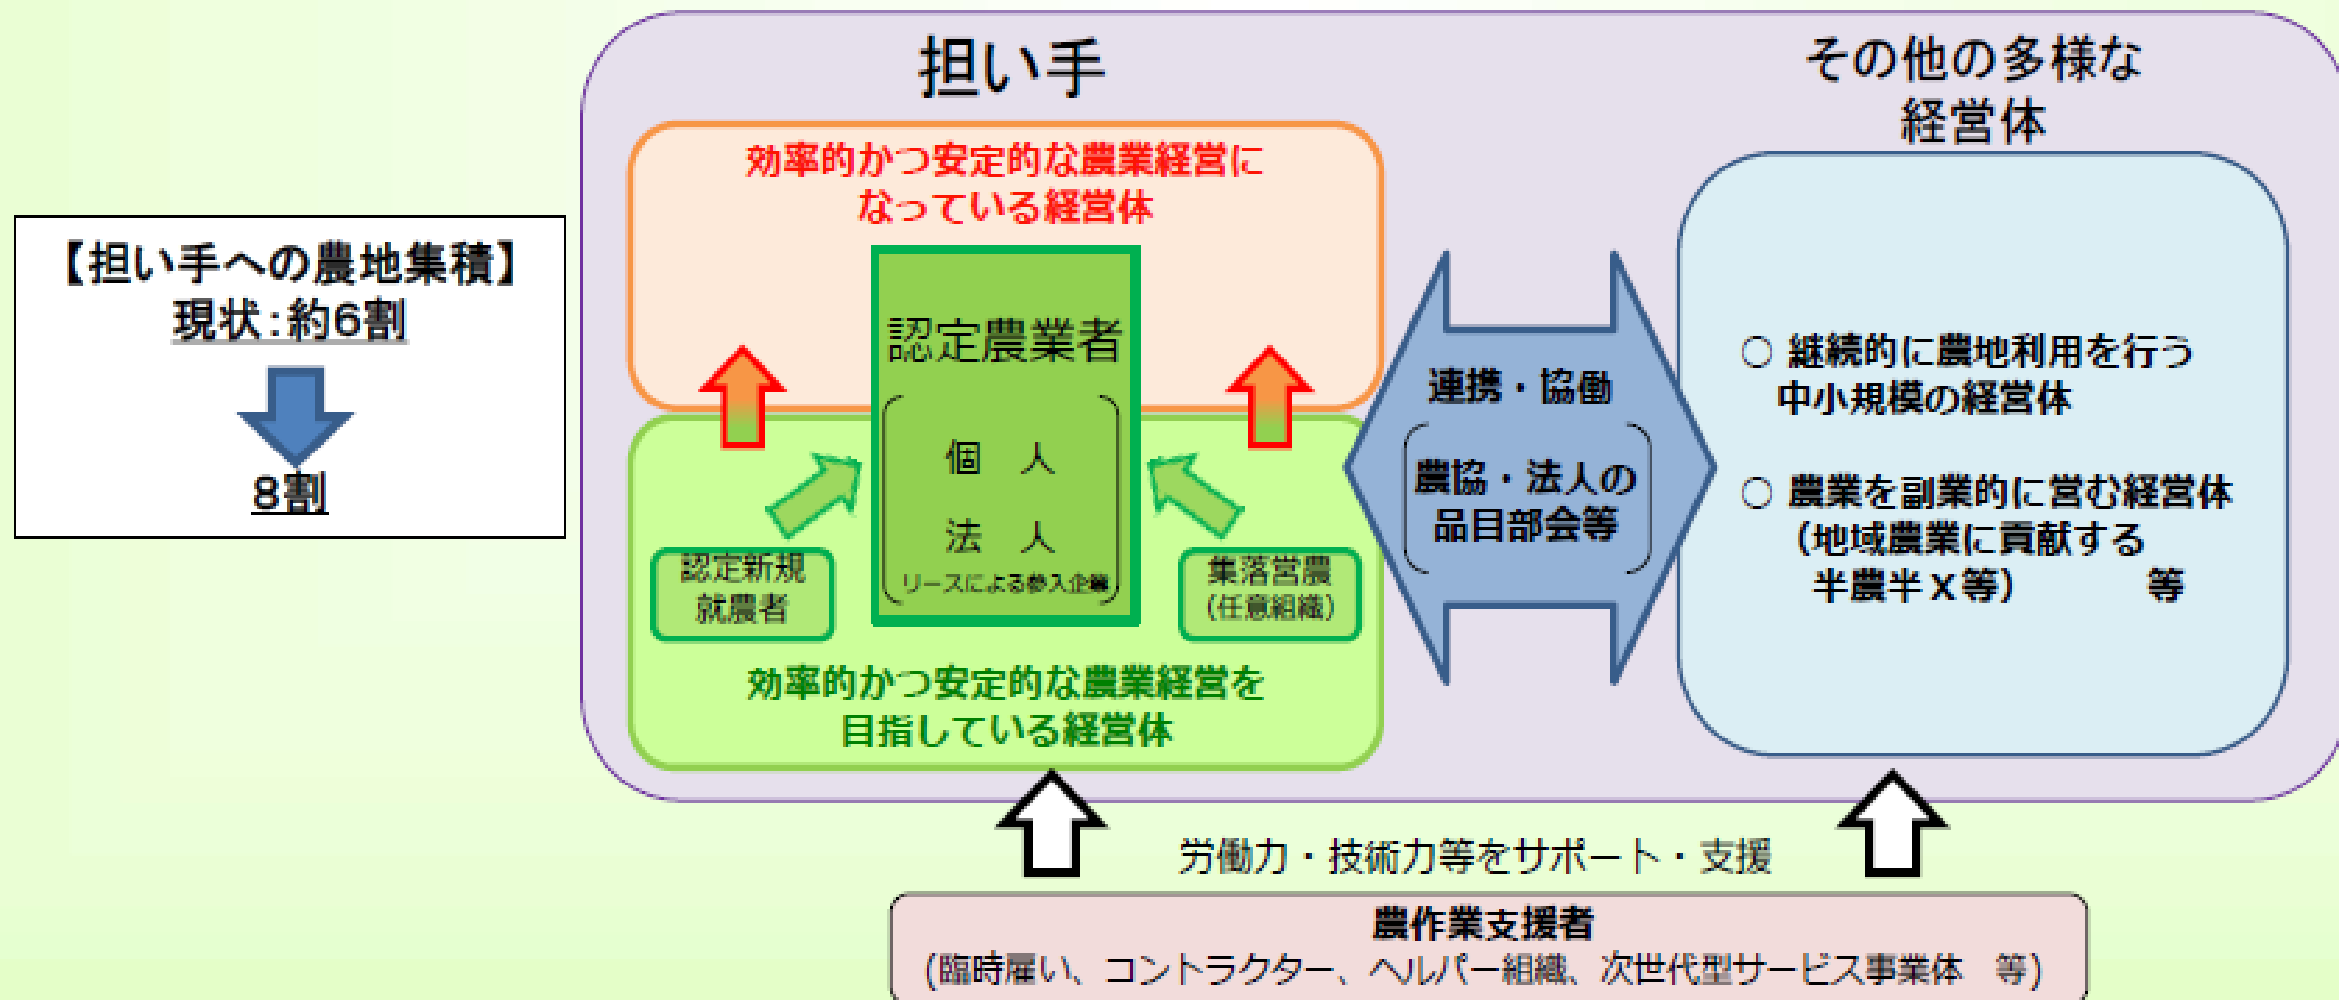 【担い手への農地集積】
現状：約6割
8割
担い手
効率的かつ安定的な農業経営に
なっている経営体
認定農業者
個　人
法　人
リースによる参入企業
認定新規
就農者
集落営農
（任意組織）
効率的かつ安定的な農業経営を
目指している経営体
連携・協働
農協・法人の
品目部会等
その他の多様な
経営体
○ 継続的に農地利用を行う
中小規模の経営体
○ 農業を副業的に営む経営体
（地域農業に貢献する
半農半Ｘ等）　　　等
労働力・技術力等をサポート・支援
農作業支援者
(臨時雇い、コントラクター、ヘルパー組織、次世代型サービス事業体　等)